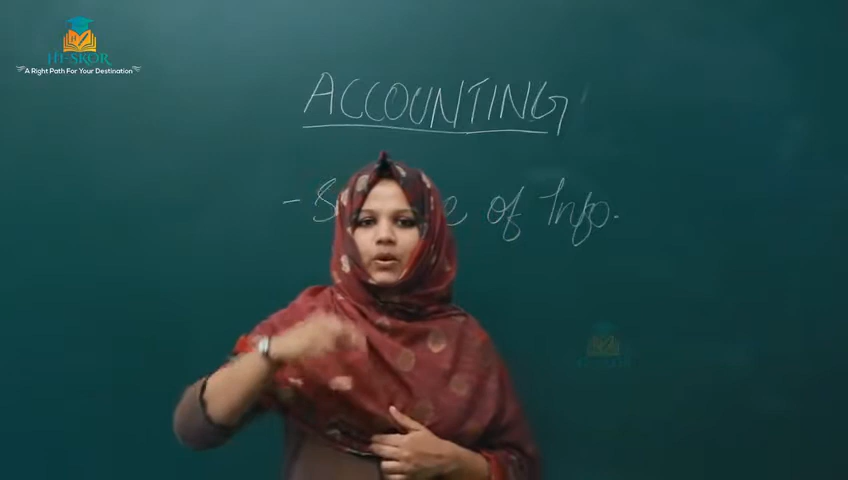 HI-SKOR
A Right Path For Your Destination
ACCOUNTING
- of Info.